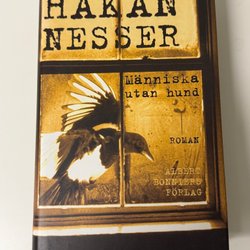 HÅKAN
NESSER
Människa
utan hund
ROMAN
ALBERT
BONNIERS
FÖRLAG